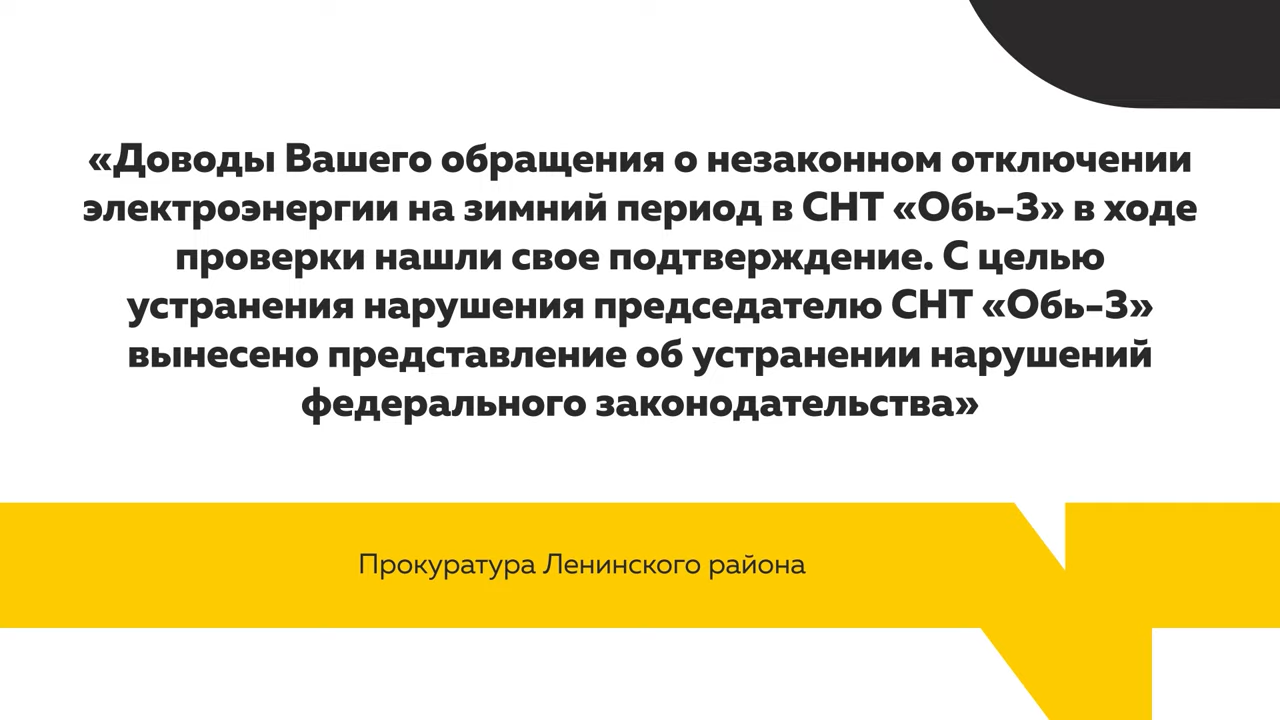 «Доводы Вашего обращения о незаконном отключении
электроэнергии на зимний период в СНТ «Обь-3» в ходе
проверки нашли свое подтверждение. С целью
устранения нарушения председателю СНТ «Обь-3»
вынесено представление об устранении нарушений
федерального законодательства»
Прокуратура Ленинского района